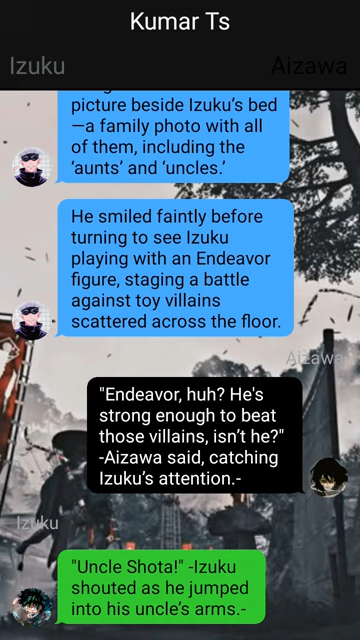 Kumar Ts
Izuku
Aizawa
picture beside Izuku’s bed
—a family photo with all
of them, including the
‘aunts’ and ‘uncles.’
He smiled faintly before
turning to see Izuku
playing with an Endeavor
figure, staging a battle
against toy villains
scattered across the floor.
Aizawa
"Endeavor, huh? He's
strong enough to beat
those villains, isn’t he?"
-Aizawa said, catching
Izuku’s attention.-
Izuku
"Uncle Shota!" -Izuku
shouted as he jumped
into his uncle’s arms.-